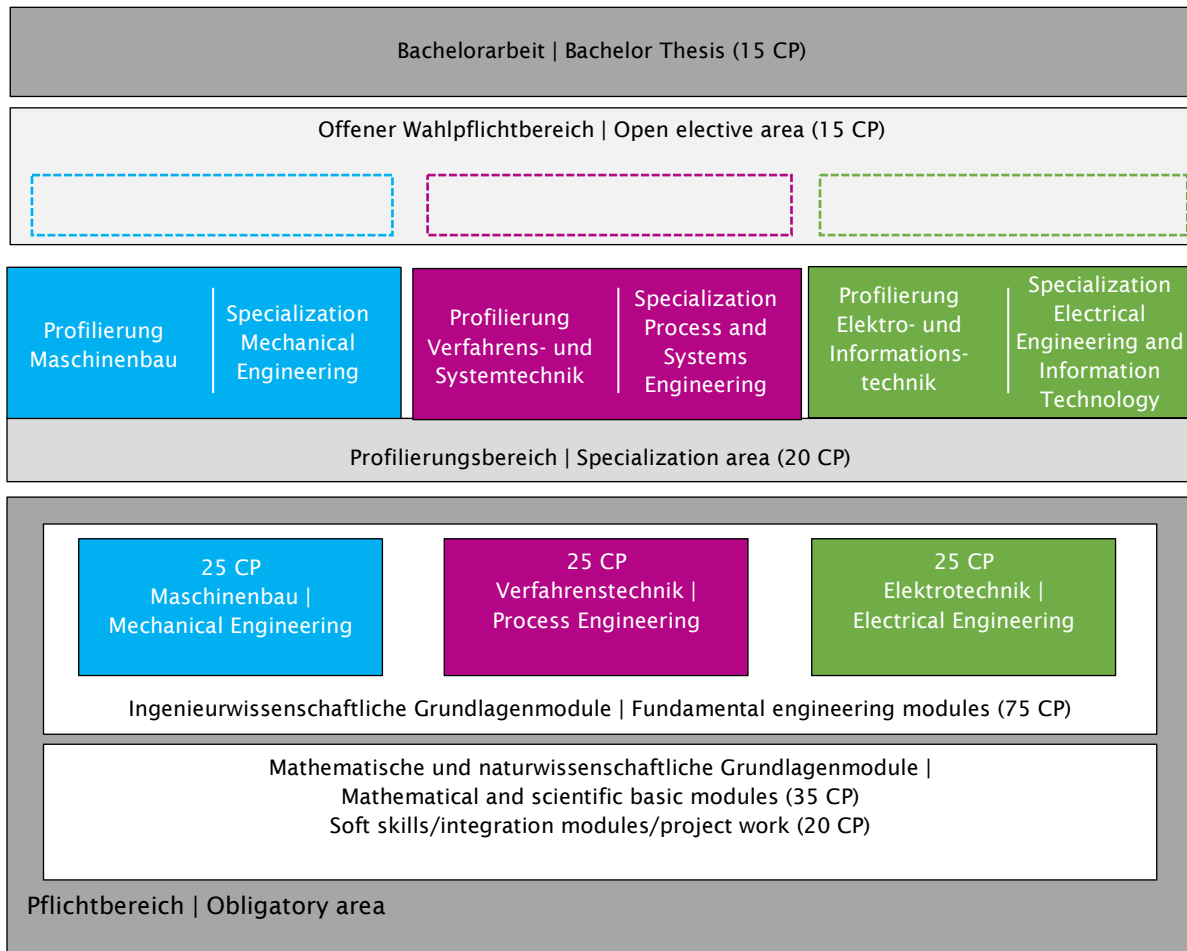 Bachelorarbeit | Bachelor Thesis (15 CP)
Offener Wahlpflichtbereich | Open elective area (15 CP)
Profilierung
Maschinenbau
Specialization
Mechanical
Engineering
Profilierung
Verfahrens- und
Systemtechnik
Specialization
Process and
Systems
Engineering
Profilierung
Elektro- und
Informations-
technik
Specialization
Electrical
Engineering and
Information
Technology
Profilierungsbereich | Specialization area (20 CP)
25 CP
Maschinenbau |
Mechanical Engineering
25 CP
Verfahrenstechnik |
Process Engineering
25 CP
Elektrotechnik |
Electrical Engineering
Ingenieurwissenschaftliche Grundlagenmodule | Fundamental engineering modules (75 CP)
Mathematische und naturwissenschaftliche Grundlagenmodule |
Mathematical and scientific basic modules (35 CP)
Soft skills/integration modules/project work (20 CP)
Pflichtbereich | Obligatory area